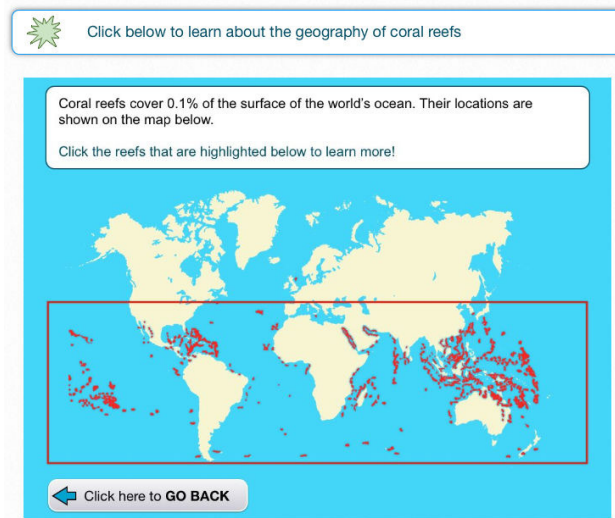 Click below to learn about the geography of coral reefs
Coral reefs cover 0.1% of the surface of the world's ocean. Their locations are
shown on the map below.
Click the reefs that are highlighted below to learn more!
Click here to GO BACK